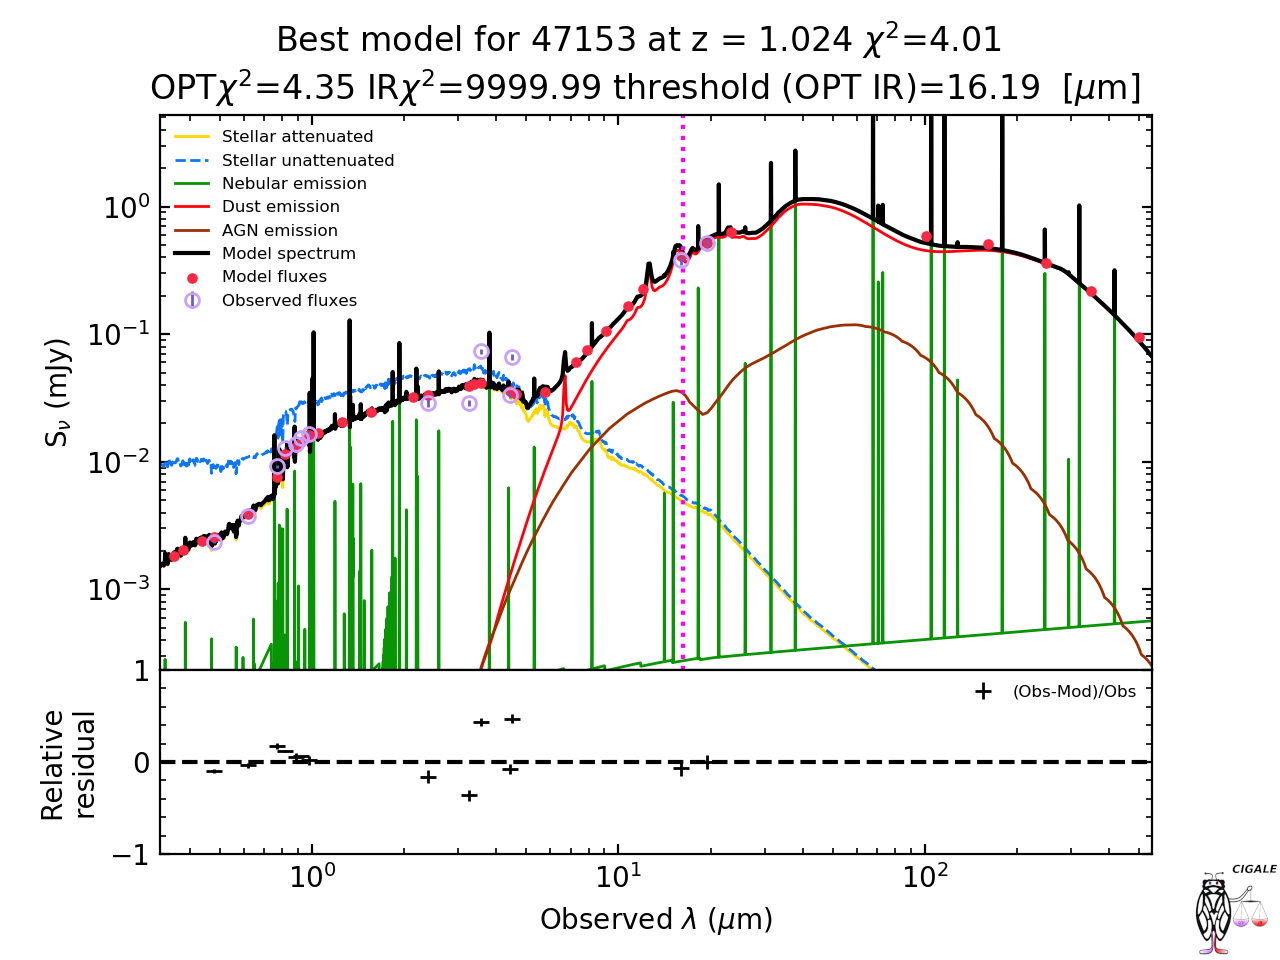 Best model for 47153 at z = 1.024 χ²=4.01
OPTχ²=4.35 IRχ²=9999.99 threshold (OPT IR)=16.19 [μm]
Stellar attenuated
Stellar unattenuated
Nebular emission
Dust emission
AGN emission
Model spectrum
Model fluxes
Observed fluxes
10⁰
10⁻¹
10⁻²
10⁻³
S_ν (mJy)
1
0
−1
Relative
residual
(Obs-Mod)/Obs
10⁰ 10¹ 10²
Observed λ (μm)
CIGALE